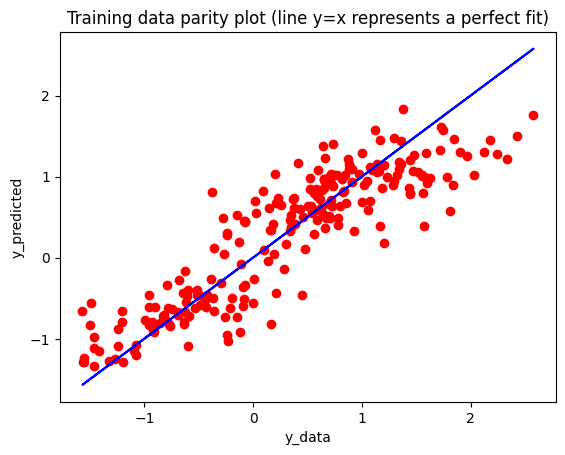 Training data parity plot (line y=x represents a perfect fit)
2
1
0
−1
y_predicted
−1
0
1
2
y_data